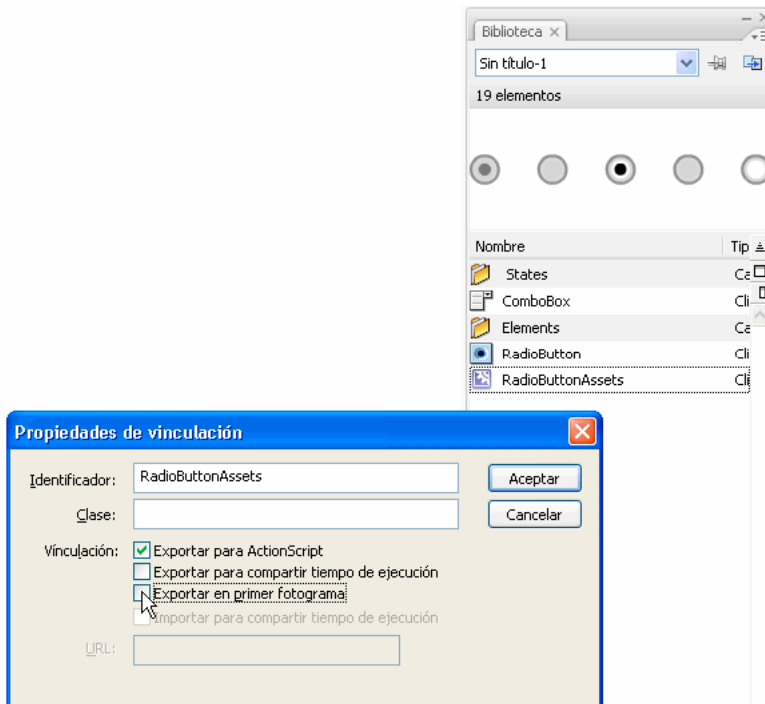 Biblioteca
Sin título-1
19 elementos
Nombre Tip
States Ca
ComboBox Cli
Elements Ca
RadioButton Cli
RadioButtonAssets Cli
Propiedades de vinculación
Identificador: RadioButtonAssets Aceptar
Clase: Cancelar
Vinculación: Exportar para ActionScript
Exportar para compartir tiempo de ejecución
Exportar en primer fotograma
Importar para compartir tiempo de ejecución
URL: